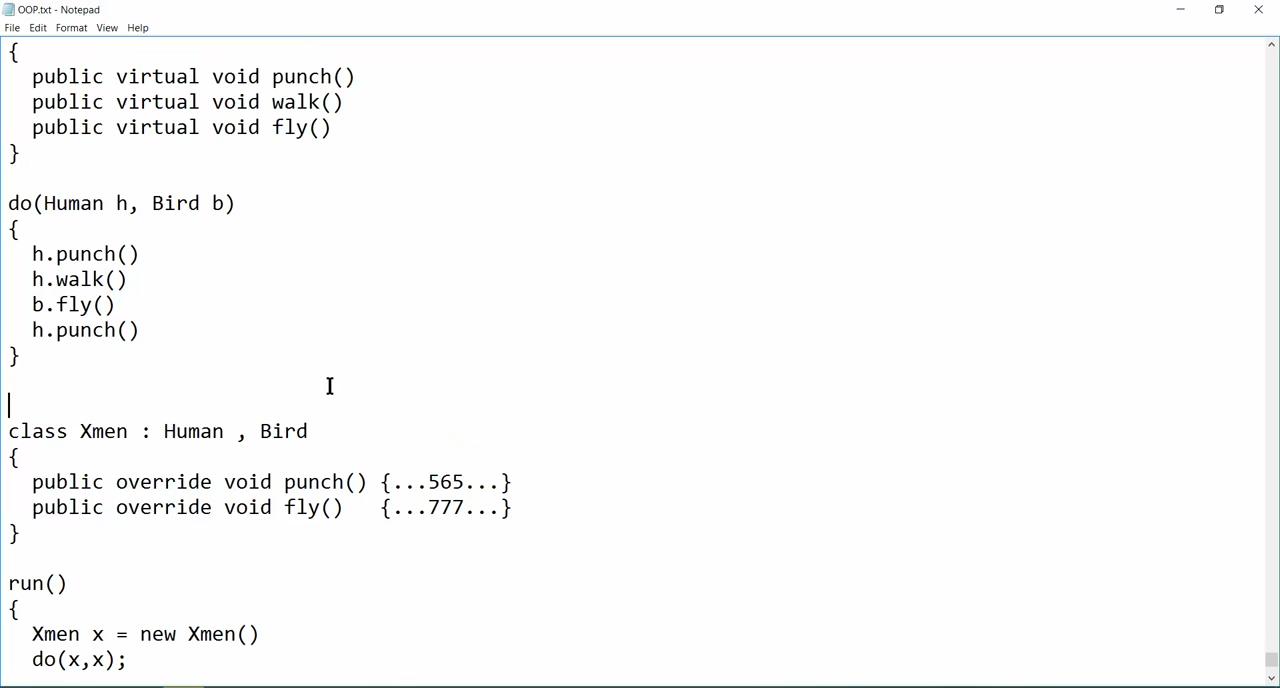 OOP.txt - Notepad
File Edit Format View Help
{
public virtual void punch()
public virtual void walk()
public virtual void fly()
}
do(Human h, Bird b)
{
h.punch()
h.walk()
b.fly()
h.punch()
}
class Xmen : Human , Bird
{
public override void punch() {...565...}
public override void fly() {...777...}
}
run()
{
Xmen x = new Xmen()
do(x,x);